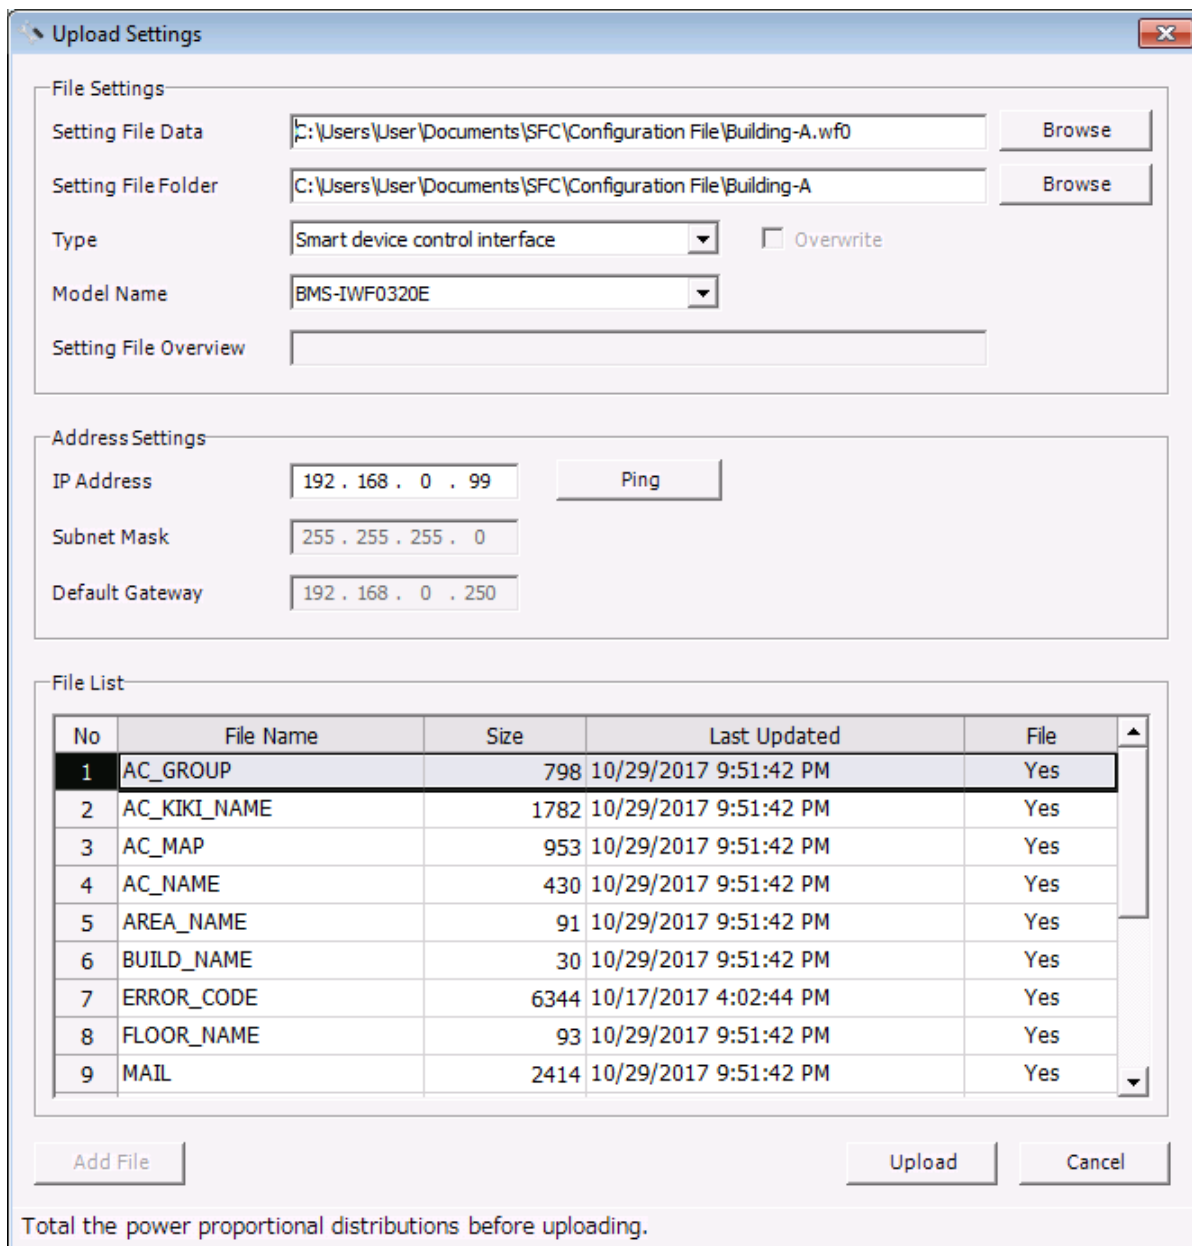 Upload Settings
File Settings
Setting File Data C:\Users\User\Documents\SFC\Configuration File\Building-A.wf0 Browse
Setting File Folder C:\Users\User\Documents\SFC\Configuration File\Building-A Browse
Type Smart device control interface Overwrite
Model Name BMS-IWF0320E
Setting File Overview
Address Settings
IP Address 192 . 168 . 0 . 99 Ping
Subnet Mask 255 . 255 . 255 . 0
Default Gateway 192 . 168 . 0 . 250
File List
No File Name Size Last Updated File
1 AC_GROUP 798 10/29/2017 9:51:42 PM Yes
2 AC_KIKI_NAME 1782 10/29/2017 9:51:42 PM Yes
3 AC_MAP 953 10/29/2017 9:51:42 PM Yes
4 AC_NAME 430 10/29/2017 9:51:42 PM Yes
5 AREA_NAME 91 10/29/2017 9:51:42 PM Yes
6 BUILD_NAME 30 10/29/2017 9:51:42 PM Yes
7 ERROR_CODE 6344 10/17/2017 4:02:44 PM Yes
8 FLOOR_NAME 93 10/29/2017 9:51:42 PM Yes
9 MAIL 2414 10/29/2017 9:51:42 PM Yes
Add File Upload Cancel
Total the power proportional distributions before uploading.